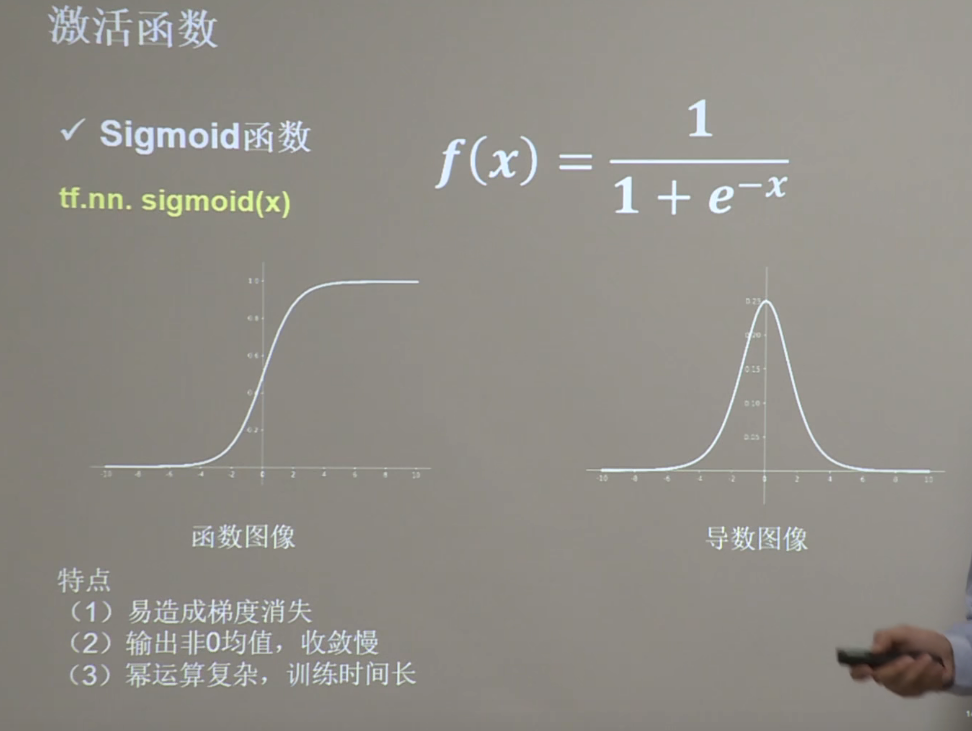 激活函数
✓ Sigmoid函数
tf.nn. sigmoid(x)
f(x) = 1 / (1 + e^{-x})
1.0
0.8
0.6
0.4
0.2
-10 -8 -6 -4 -2 0 2 4 6 8 10
函数图像
0.25
0.20
0.15
0.10
0.05
-10 -8 -6 -4 -2 0 2 4 6 8 10
导数图像
特点
（1）易造成梯度消失
（2）输出非0均值，收敛慢
（3）幂运算复杂，训练时间长